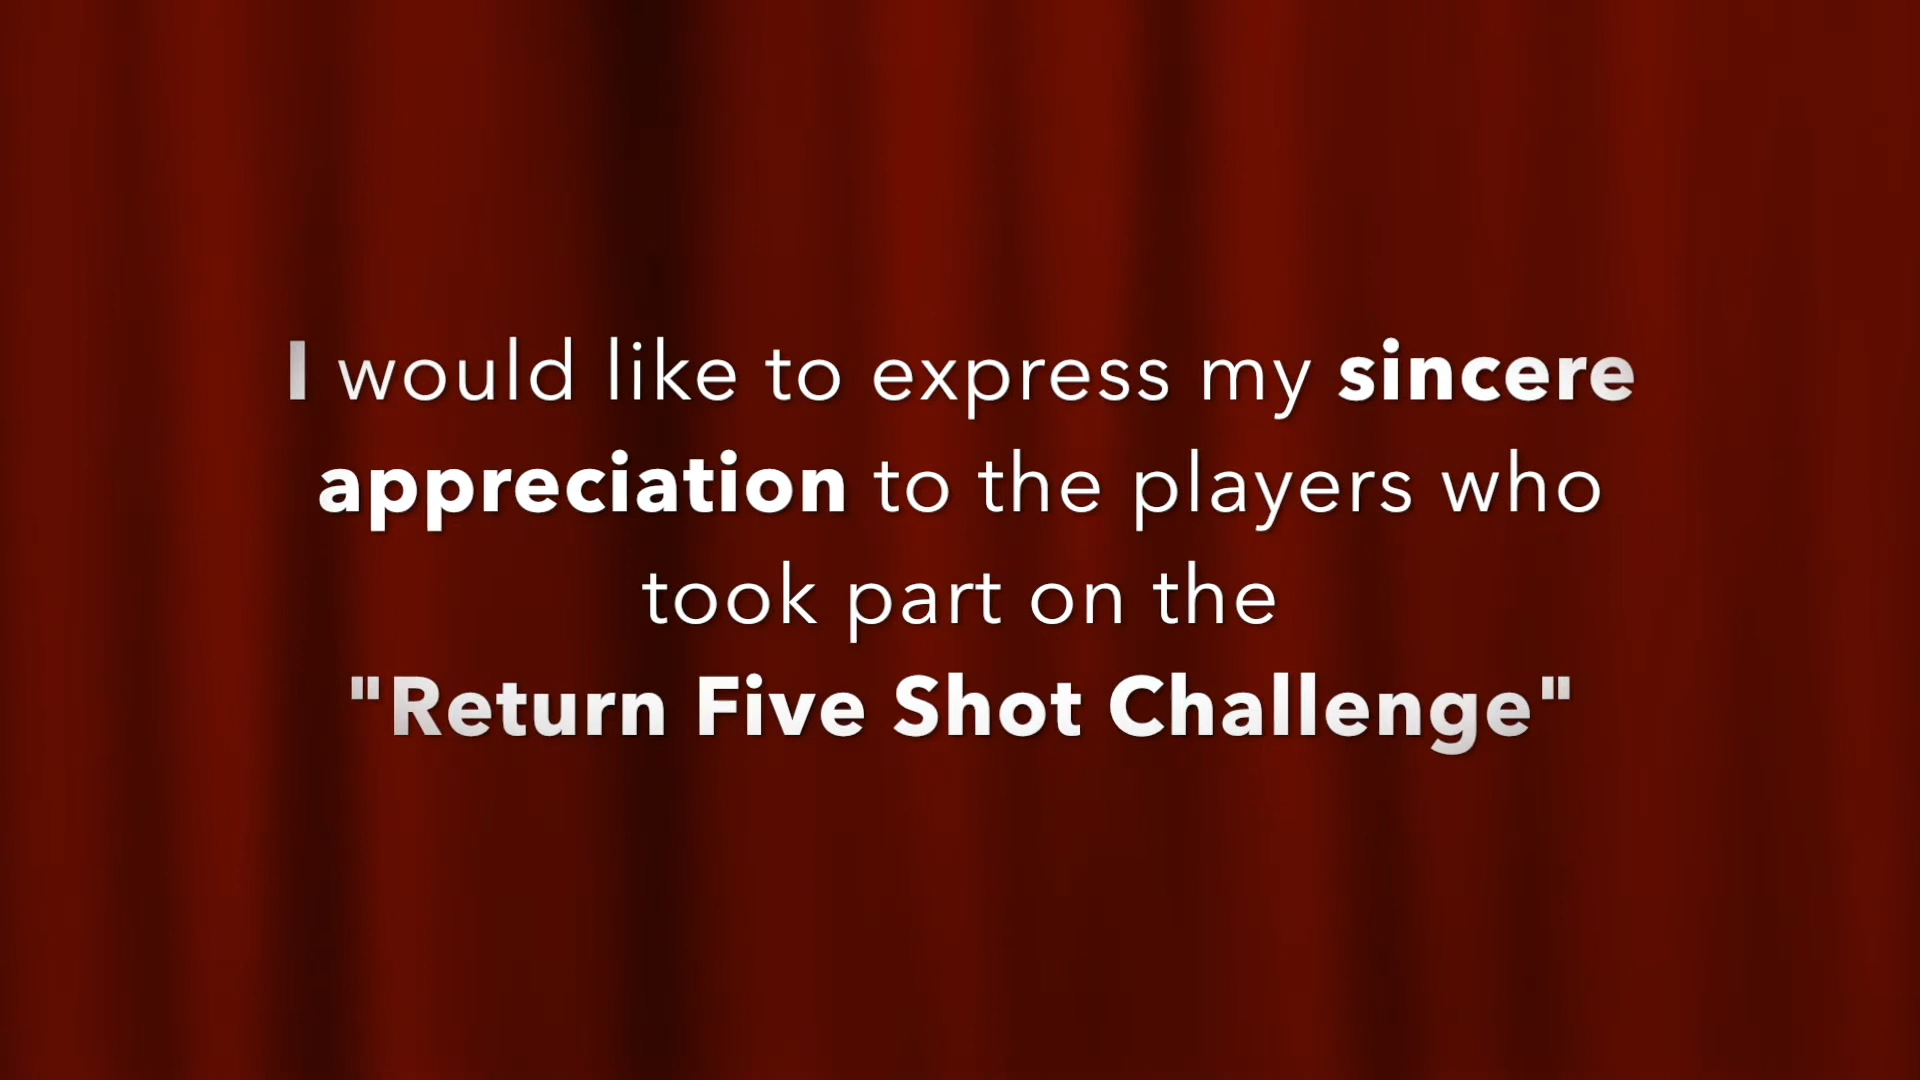 I would like to express my sincere
appreciation to the players who
took part on the
"Return Five Shot Challenge"